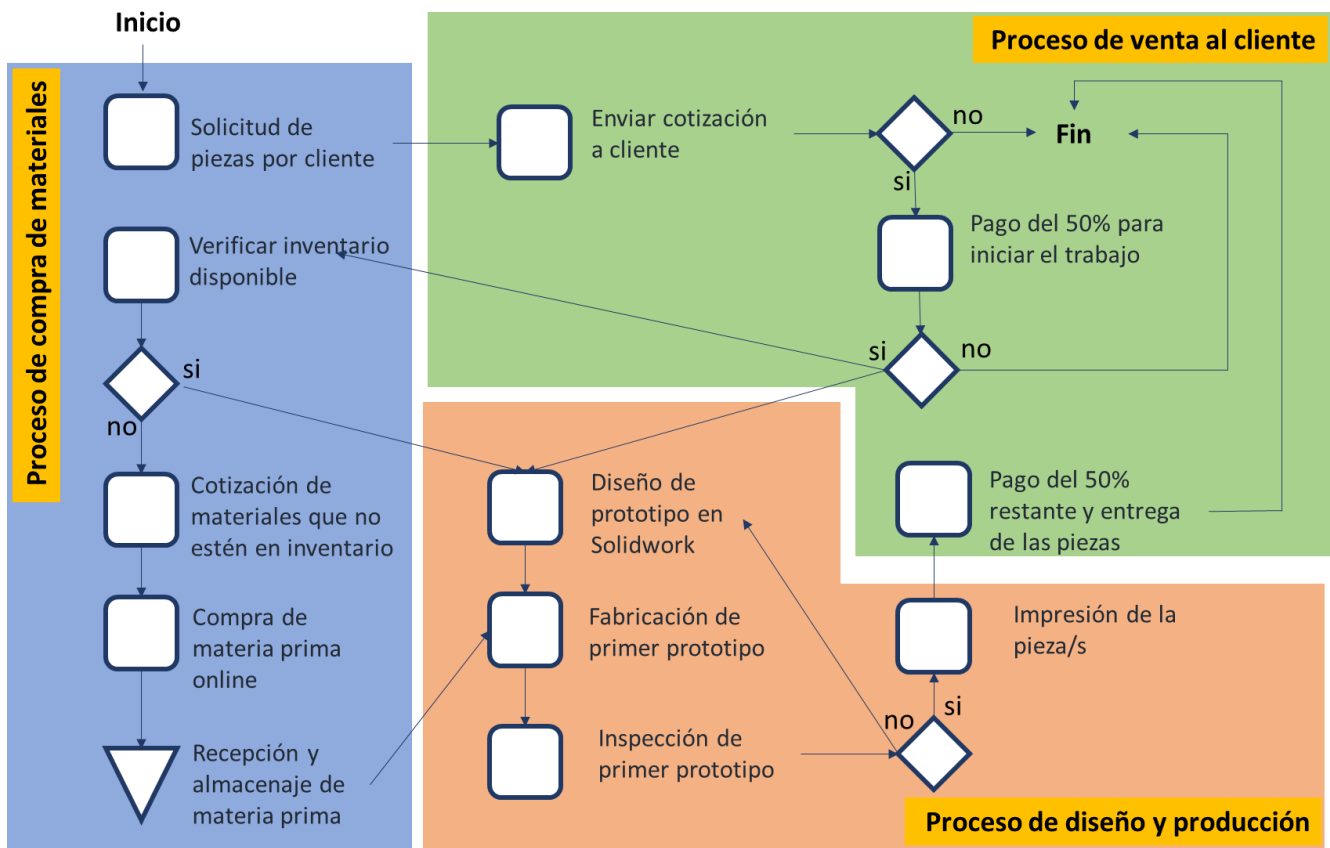 Inicio
Proceso de compra de materiales
Solicitud de
piezas por cliente
Verificar inventario
disponible
si
no
Cotización de
materiales que no
estén en inventario
Compra de
materia prima
online
Recepción y
almacenaje de
materia prima
Proceso de venta al cliente
Enviar cotización
a cliente
no
Fin
si
Pago del 50% para
iniciar el trabajo
si
no
Pago del 50%
restante y entrega
de las piezas
Diseño de
prototipo en
Solidwork
Fabricación de
primer prototipo
Inspección de
primer prototipo
no
si
Impresión de la
pieza/s
Proceso de diseño y producción